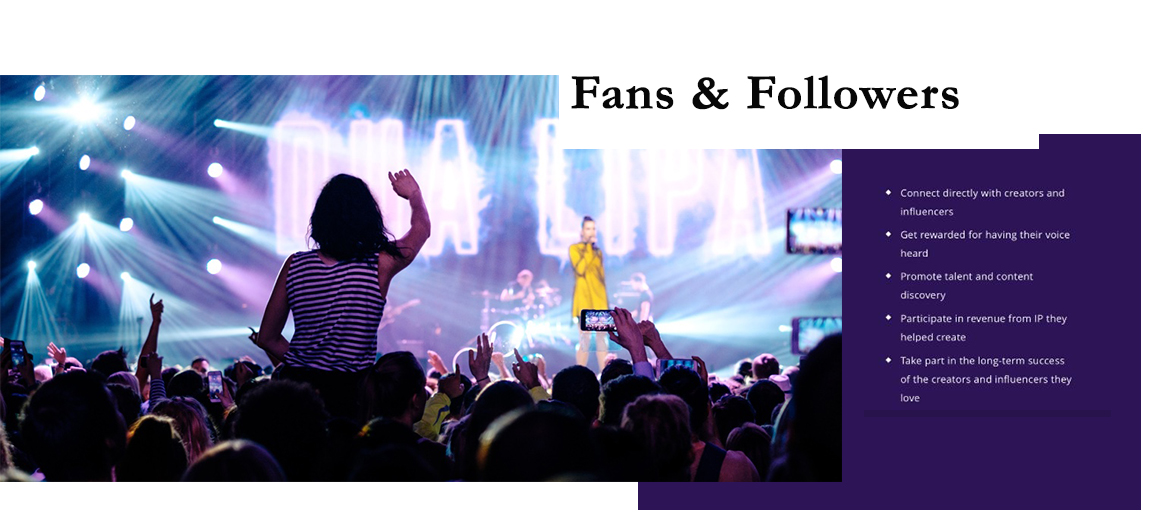 Fans & Followers
DUA LIPA
Connect directly with creators and
influencers
Get rewarded for having their voice
heard
Promote talent and content
discovery
Participate in revenue from IP they
helped create
Take part in the long-term success
of the creators and influencers they
love